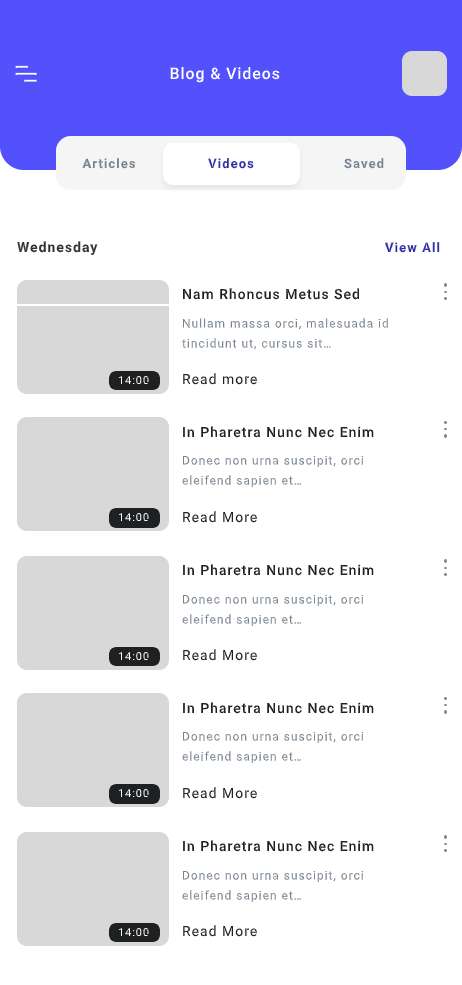 Blog & Videos
Articles
Videos
Saved
Wednesday
View All
Nam Rhoncus Metus Sed
Nullam massa orci, malesuada id
tincidunt ut, cursus sit...
14:00
Read more
In Pharetra Nunc Nec Enim
Donec non urna suscipit, orci
eleifend sapien et...
14:00
Read More
In Pharetra Nunc Nec Enim
Donec non urna suscipit, orci
eleifend sapien et...
14:00
Read More
In Pharetra Nunc Nec Enim
Donec non urna suscipit, orci
eleifend sapien et...
14:00
Read More
In Pharetra Nunc Nec Enim
Donec non urna suscipit, orci
eleifend sapien et...
14:00
Read More